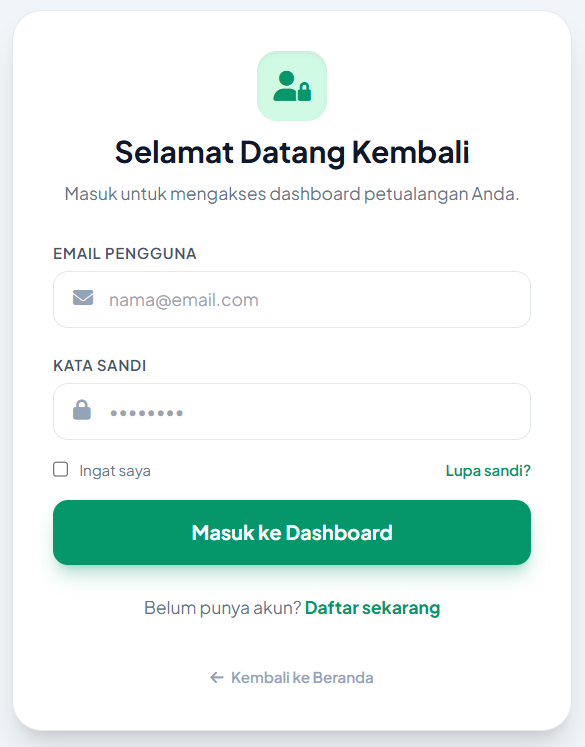 Selamat Datang Kembali
Masuk untuk mengakses dashboard petualangan Anda.
EMAIL PENGGUNA
nama@email.com
KATA SANDI
••••••••
Ingat saya
Lupa sandi?
Masuk ke Dashboard
Belum punya akun? Daftar sekarang
← Kembali ke Beranda